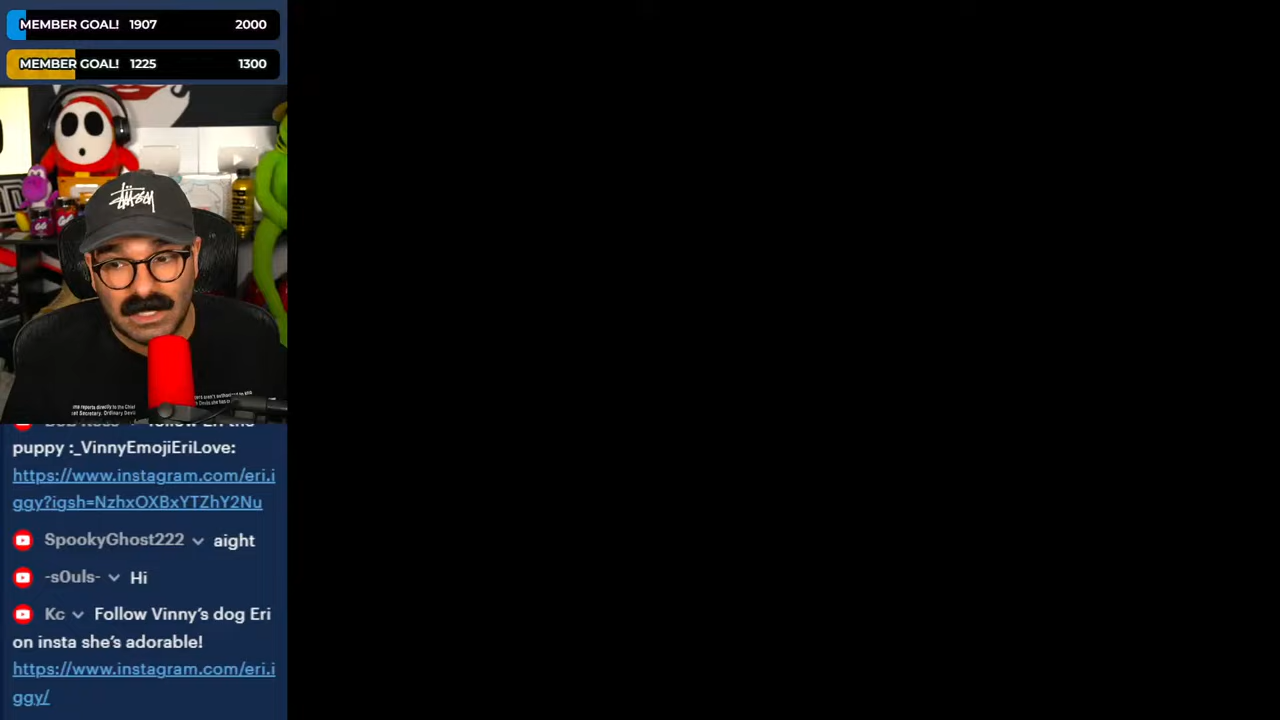 MEMBER GOAL! 1907 2000
MEMBER GOAL! 1225 1300
Stüssy
puppy :_VinnyEmojiEriLove:
https://www.instagram.com/eri.i
ggy?igsh=NzhxOXBxYTZhY2Nu
SpookyGhost222 aight
-s0uls- Hi
Kc Follow Vinny's dog Eri
on insta she's adorable!
https://www.instagram.com/eri.i
ggy/